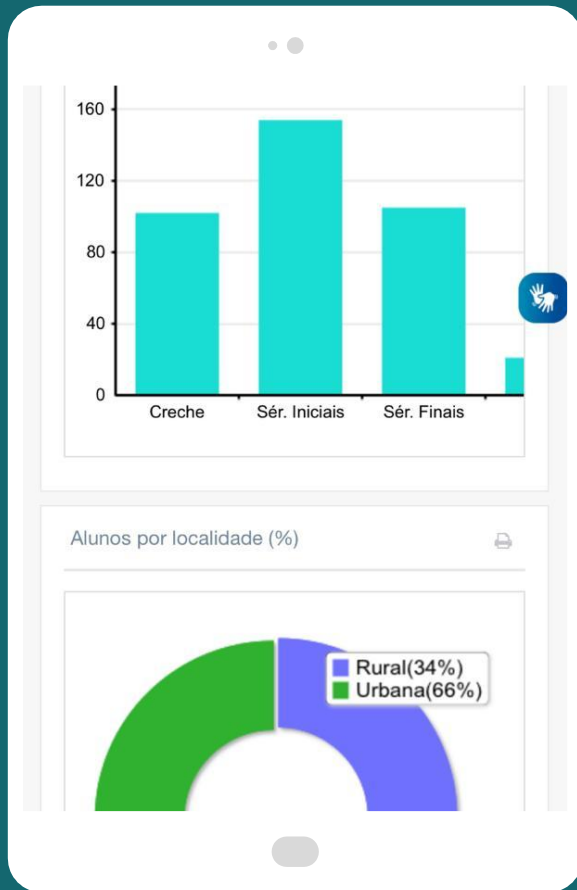 160
120
80
40
0
Creche Sér. Iniciais Sér. Finais
Alunos por localidade (%)
Rural(34%)
Urbana(66%)